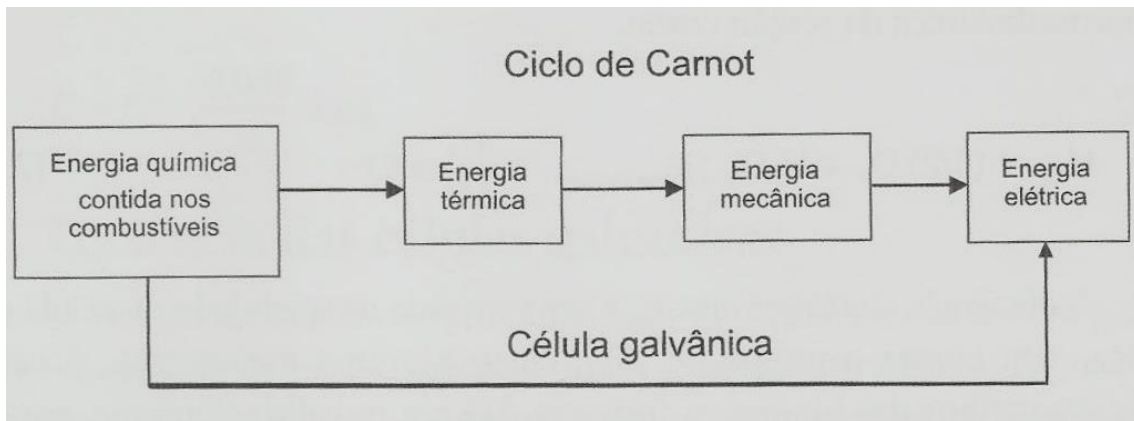 Ciclo de Carnot
Energia química
contida nos
combustíveis
Energia
térmica
Energia
mecânica
Energia
elétrica
Célula galvânica